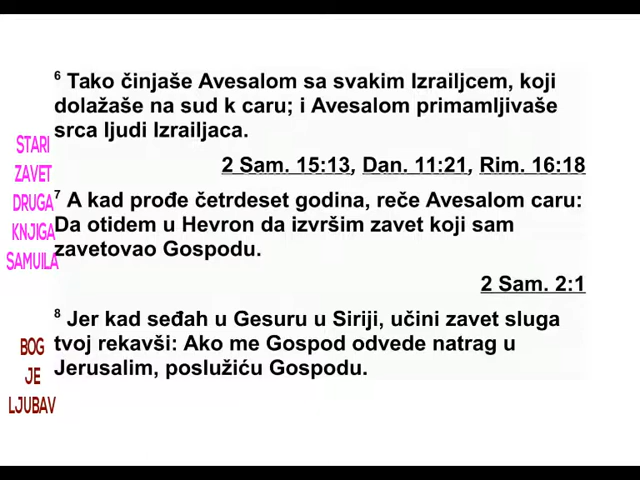 ⁶ Tako činjaše Avesalom sa svakim Izrailjcem, koji
dolažaše na sud k caru; i Avesalom primamljivaše
srca ljudi Izrailjaca.
2 Sam. 15:13, Dan. 11:21, Rim. 16:18
⁷ A kad prođe četrdeset godina, reče Avesalom caru:
Da otidem u Hevron da izvršim zavet koji sam
zavetovao Gospodu.
2 Sam. 2:1
⁸ Jer kad seđah u Gesuru u Siriji, učini zavet sluga
tvoj rekavši: Ako me Gospod odvede natrag u
Jerusalim, poslužiću Gospodu.
STARI
ZAVET
DRUGA
KNJIGA
SAMUILA
BOG
JE
LJUBAV